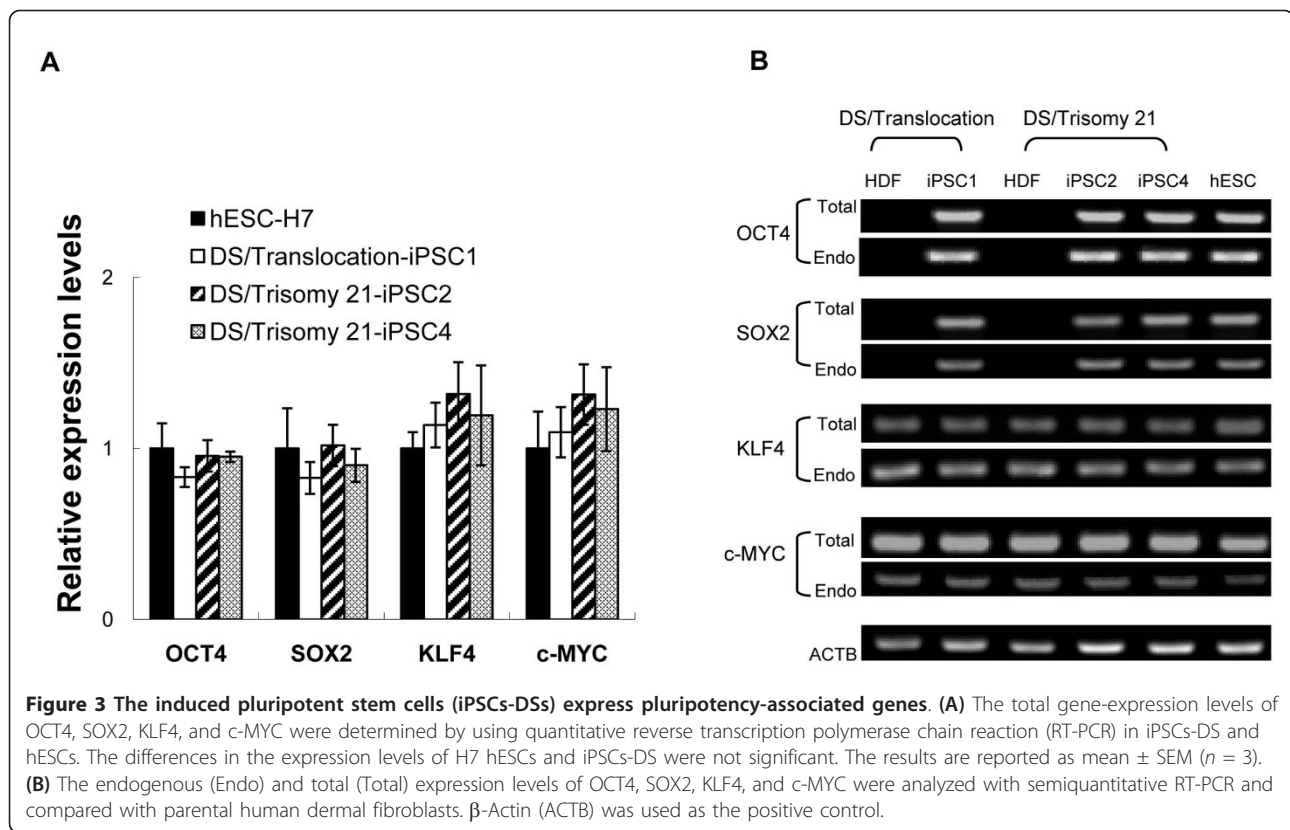 A
B
Relative expression levels
2
1
0
hESC-H7
DS/Translocation-iPSC1
DS/Trisomy 21-iPSC2
DS/Trisomy 21-iPSC4
OCT4 SOX2 KLF4 c-MYC
DS/Translocation DS/Trisomy 21
HDF iPSC1 HDF iPSC2 iPSC4 hESC
OCT4
Total
Endo
SOX2
Total
Endo
KLF4
Total
Endo
c-MYC
Total
Endo
ACTB
Figure 3 The induced pluripotent stem cells (iPSCs-DSs) express pluripotency-associated genes. (A) The total gene-expression levels of
OCT4, SOX2, KLF4, and c-MYC were determined by using quantitative reverse transcription polymerase chain reaction (RT-PCR) in iPSCs-DS and
hESCs. The differences in the expression levels of H7 hESCs and iPSCs-DS were not significant. The results are reported as mean ± SEM (n = 3).
(B) The endogenous (Endo) and total (Total) expression levels of OCT4, SOX2, KLF4, and c-MYC were analyzed with semiquantitative RT-PCR and
compared with parental human dermal fibroblasts. β-Actin (ACTB) was used as the positive control.